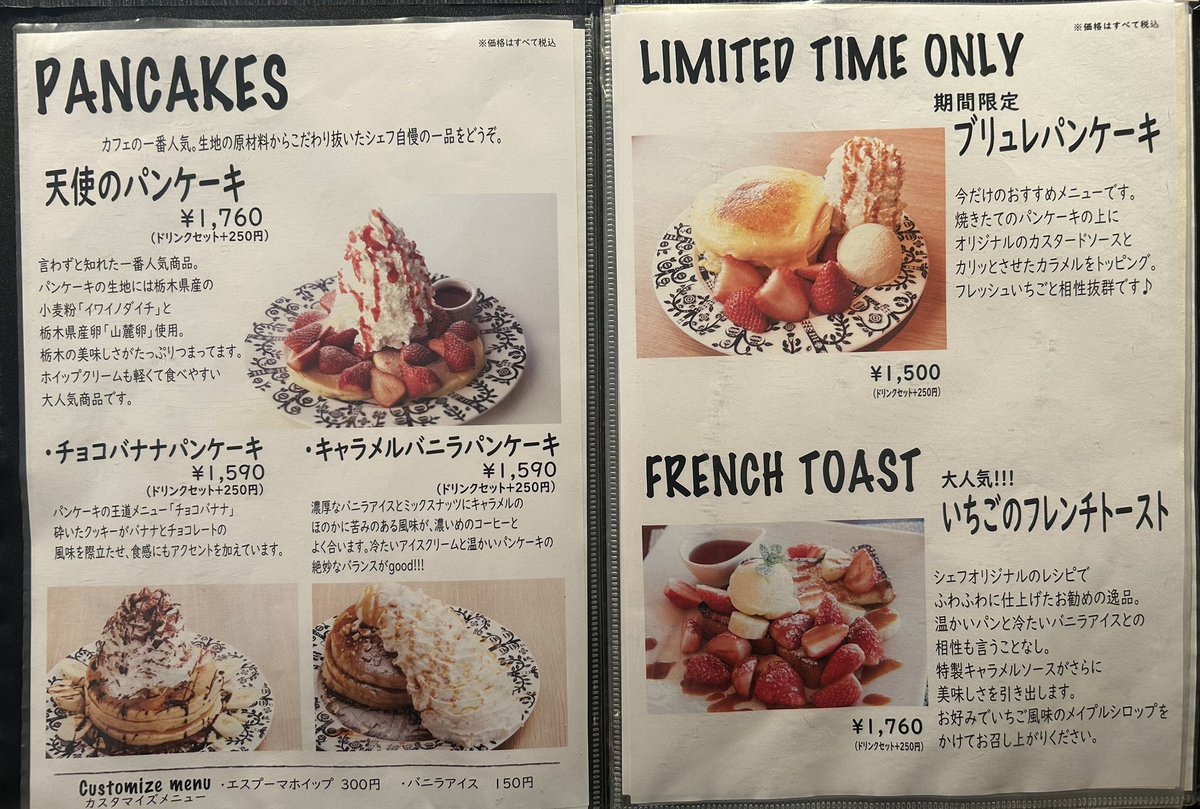 ※価格はすべて税込
PANCAKES
カフェの一番人気。生地の原材料からこだわり抜いたシェフ自慢の一品をどうぞ。
天使のパンケーキ
¥1,760
(ドリンクセット+250円)
言わずと知れた一番人気商品。
パンケーキの生地には栃木県産の
小麦粉「イワイノダイチ」と
栃木県産卵「山麓卵」使用。
栃木の美味しさがたっぷりつまってます。
ホイップクリームも軽くて食べやすい
大人気商品です。
・チョコバナナパンケーキ
¥1,590
(ドリンクセット+250円)
パンケーキの王道メニュー「チョコバナナ」
砕いたクッキーがバナナとチョコレートの
風味を際立たせ、食感にもアクセントを加えています。
・キャラメルバニラパンケーキ
¥1,590
(ドリンクセット+250円)
濃厚なバニラアイスとミックスナッツにキャラメルの
ほのかに苦みのある風味が、濃いめのコーヒーと
よく合います。冷たいアイスクリームと温かいパンケーキの
絶妙なバランスがgood!!!
Customize menu ・エスプーマホイップ 300円 ・バニラアイス 150円
カスタマイズメニュー
※価格はすべて税込
LIMITED TIME ONLY
期間限定
ブリュレパンケーキ
今だけのおすすめメニューです。
焼きたてのパンケーキの上に
オリジナルのカスタードソースと
カリッとさせたカラメルをトッピング。
フレッシュいちごと相性抜群です♪
¥1,500
(ドリンクセット+250円)
FRENCH TOAST
大人気!!!
いちごのフレンチトースト
シェフオリジナルのレシピで
ふわふわに仕上げたお勧めの逸品。
温かいパンと冷たいバニラアイスとの
相性も言うことなし。
特製キャラメルソースがさらに
美味しさを引き出します。
お好みでいちご風味のメイプルシロップを
かけてお召し上がりください。
¥1,760
(ドリンクセット+250円)